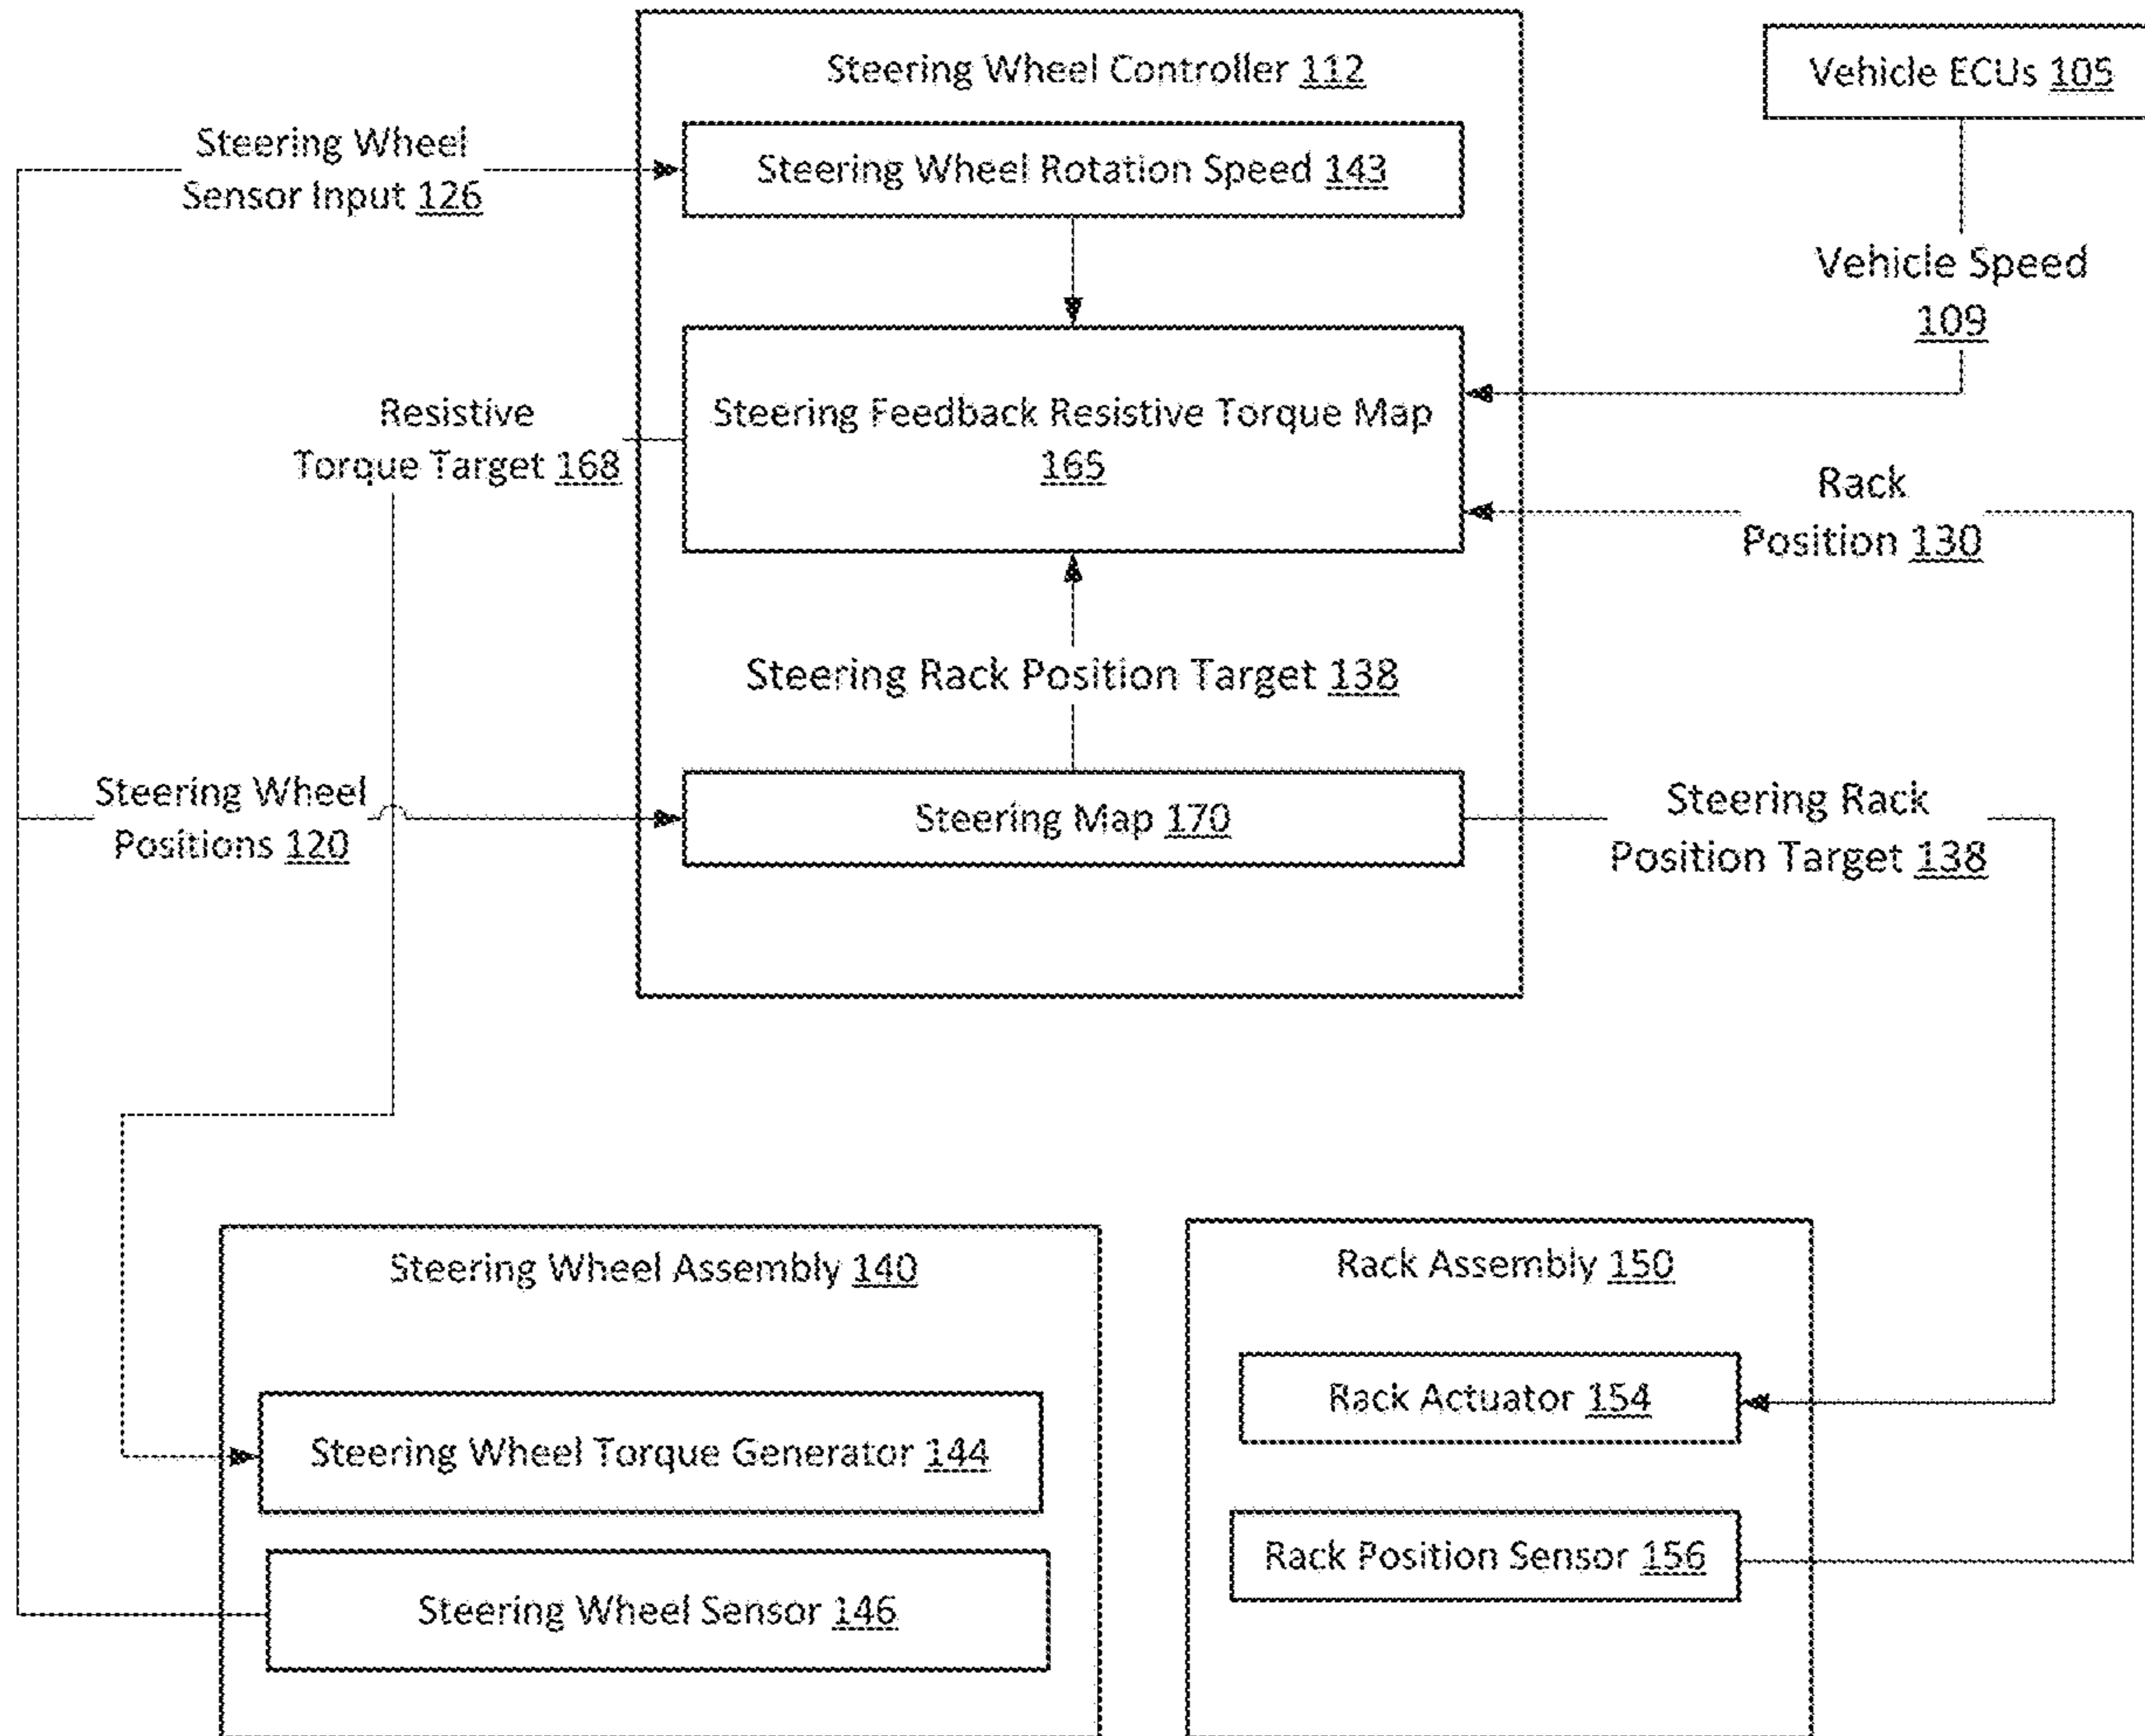 Steering Wheel Controller 112
Vehicle ECUs 105
Steering Wheel
Sensor Input 126
Steering Wheel Rotation Speed 143
Vehicle Speed
109
Resistive
Torque Target 168
Steering Feedback Resistive Torque Map
165
Rack
Position 130
Steering Rack Position Target 138
Steering Wheel
Positions 120
Steering Map 170
Steering Rack
Position Target 138
Steering Wheel Assembly 140
Steering Wheel Torque Generator 144
Steering Wheel Sensor 146
Rack Assembly 150
Rack Actuator 154
Rack Position Sensor 156